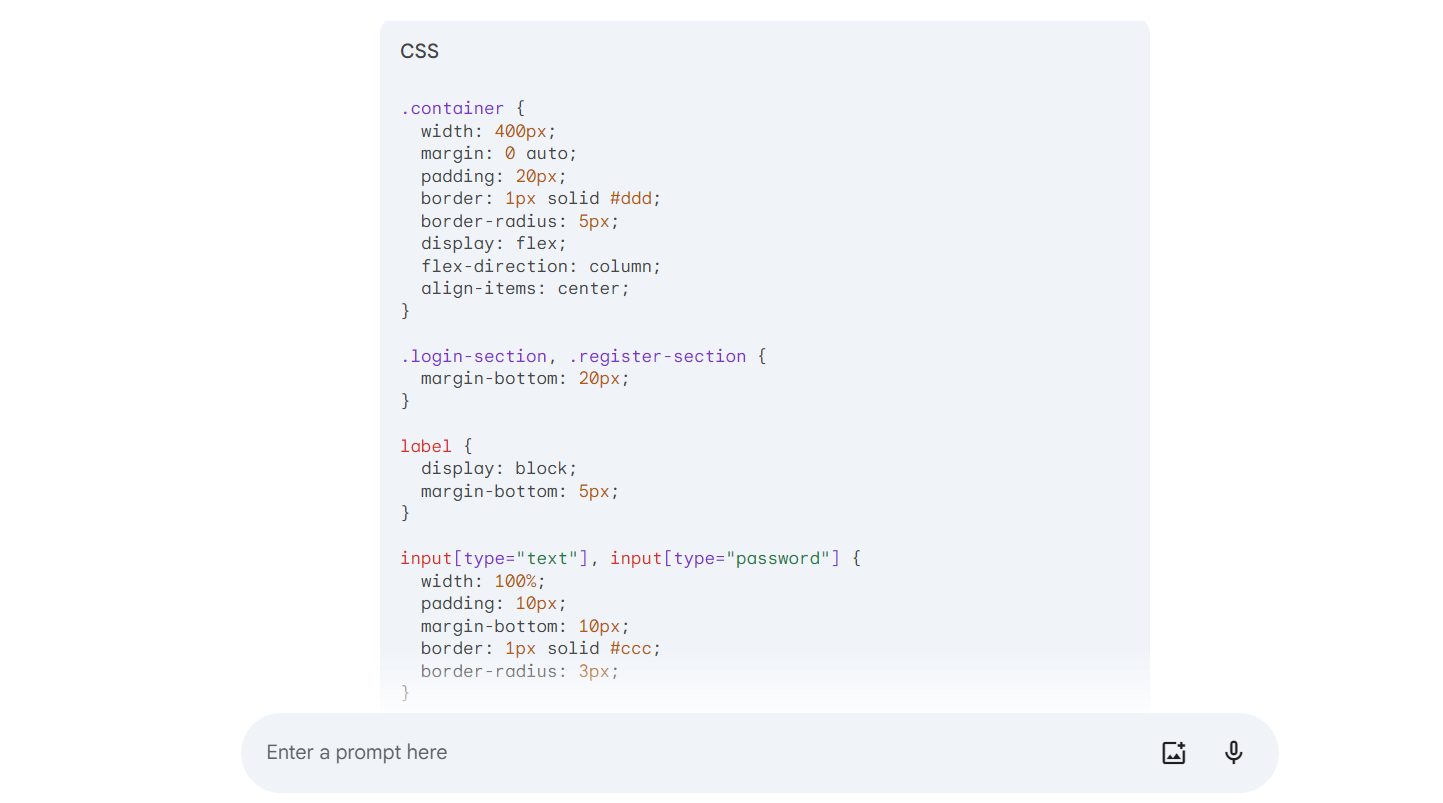 CSS
.container {
  width: 400px;
  margin: 0 auto;
  padding: 20px;
  border: 1px solid #ddd;
  border-radius: 5px;
  display: flex;
  flex-direction: column;
  align-items: center;
}
.login-section, .register-section {
  margin-bottom: 20px;
}
label {
  display: block;
  margin-bottom: 5px;
}
input[type="text"], input[type="password"] {
  width: 100%;
  padding: 10px;
  margin-bottom: 10px;
  border: 1px solid #ccc;
  border-radius: 3px;
}
Enter a prompt here